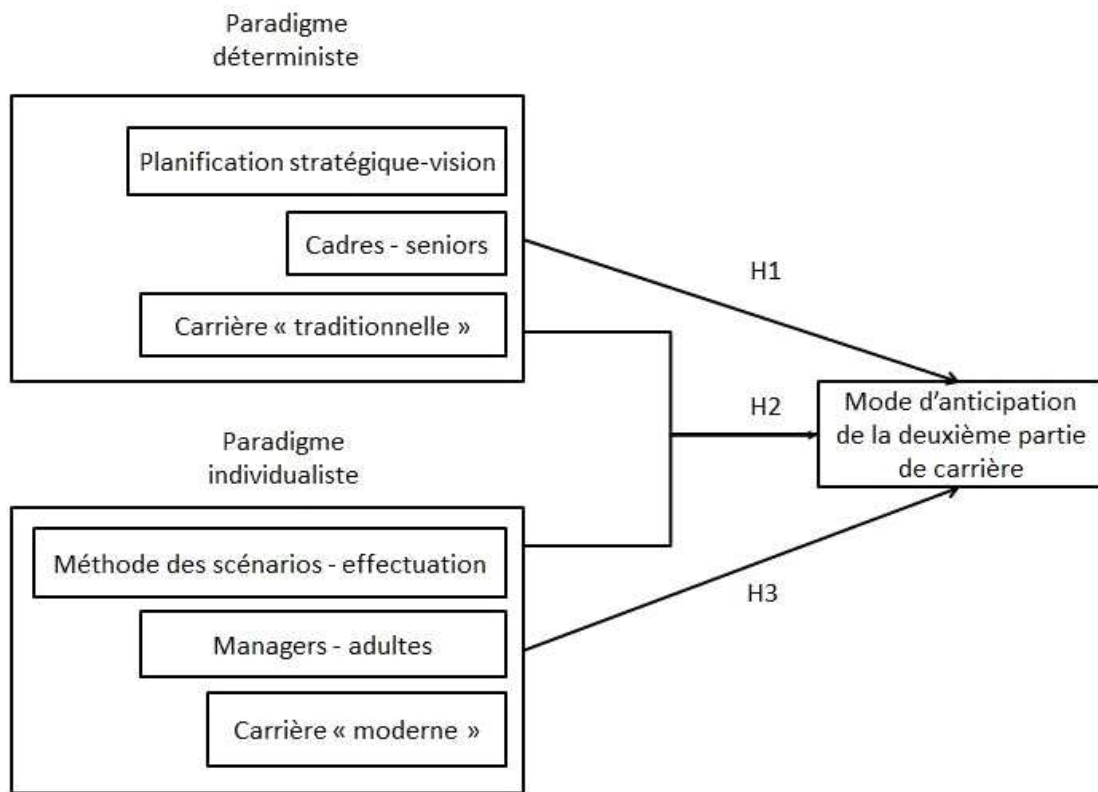 Paradigme
déterministe
Planification stratégique-vision
Cadres - seniors
Carrière « traditionnelle »
H1
H2
Mode d’anticipation
de la deuxième partie
de carrière
Paradigme
individualiste
Méthode des scénarios - effectuation
Managers - adultes
Carrière « moderne »
H3